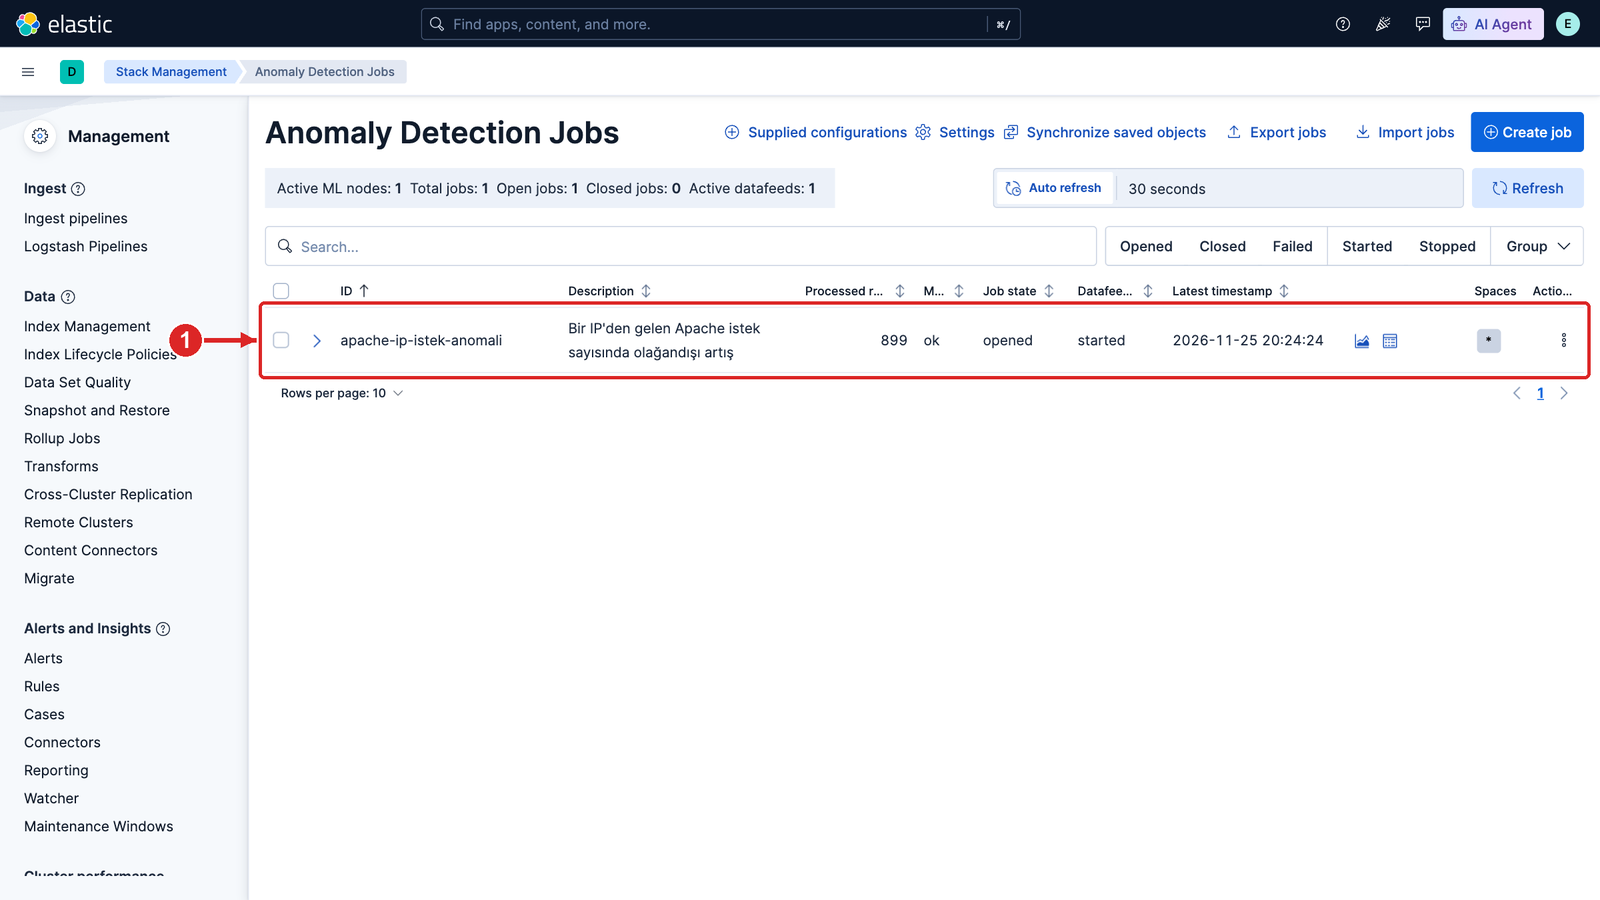 elastic
Find apps, content, and more.
⌘/
AI Agent
E
D
Stack Management
Anomaly Detection Jobs
Management
Ingest
Ingest pipelines
Logstash Pipelines
Data
Index Management
Index Lifecycle Policies
Data Set Quality
Snapshot and Restore
Rollup Jobs
Transforms
Cross-Cluster Replication
Remote Clusters
Content Connectors
Migrate
Alerts and Insights
Alerts
Rules
Cases
Connectors
Reporting
Watcher
Maintenance Windows
Cluster performance
Anomaly Detection Jobs
Supplied configurations
Settings
Synchronize saved objects
Export jobs
Import jobs
Create job
Active ML nodes: 1 Total jobs: 1 Open jobs: 1 Closed jobs: 0 Active datafeeds: 1
Auto refresh
30 seconds
Refresh
Search...
Opened
Closed
Failed
Started
Stopped
Group
ID
Description
Processed r...
M...
Job state
Datafee...
Latest timestamp
Spaces
Actio...
1
apache-ip-istek-anomali
Bir IP'den gelen Apache istek
sayısında olağandışı artış
899
ok
opened
started
2026-11-25 20:24:24
*
Rows per page: 10
1